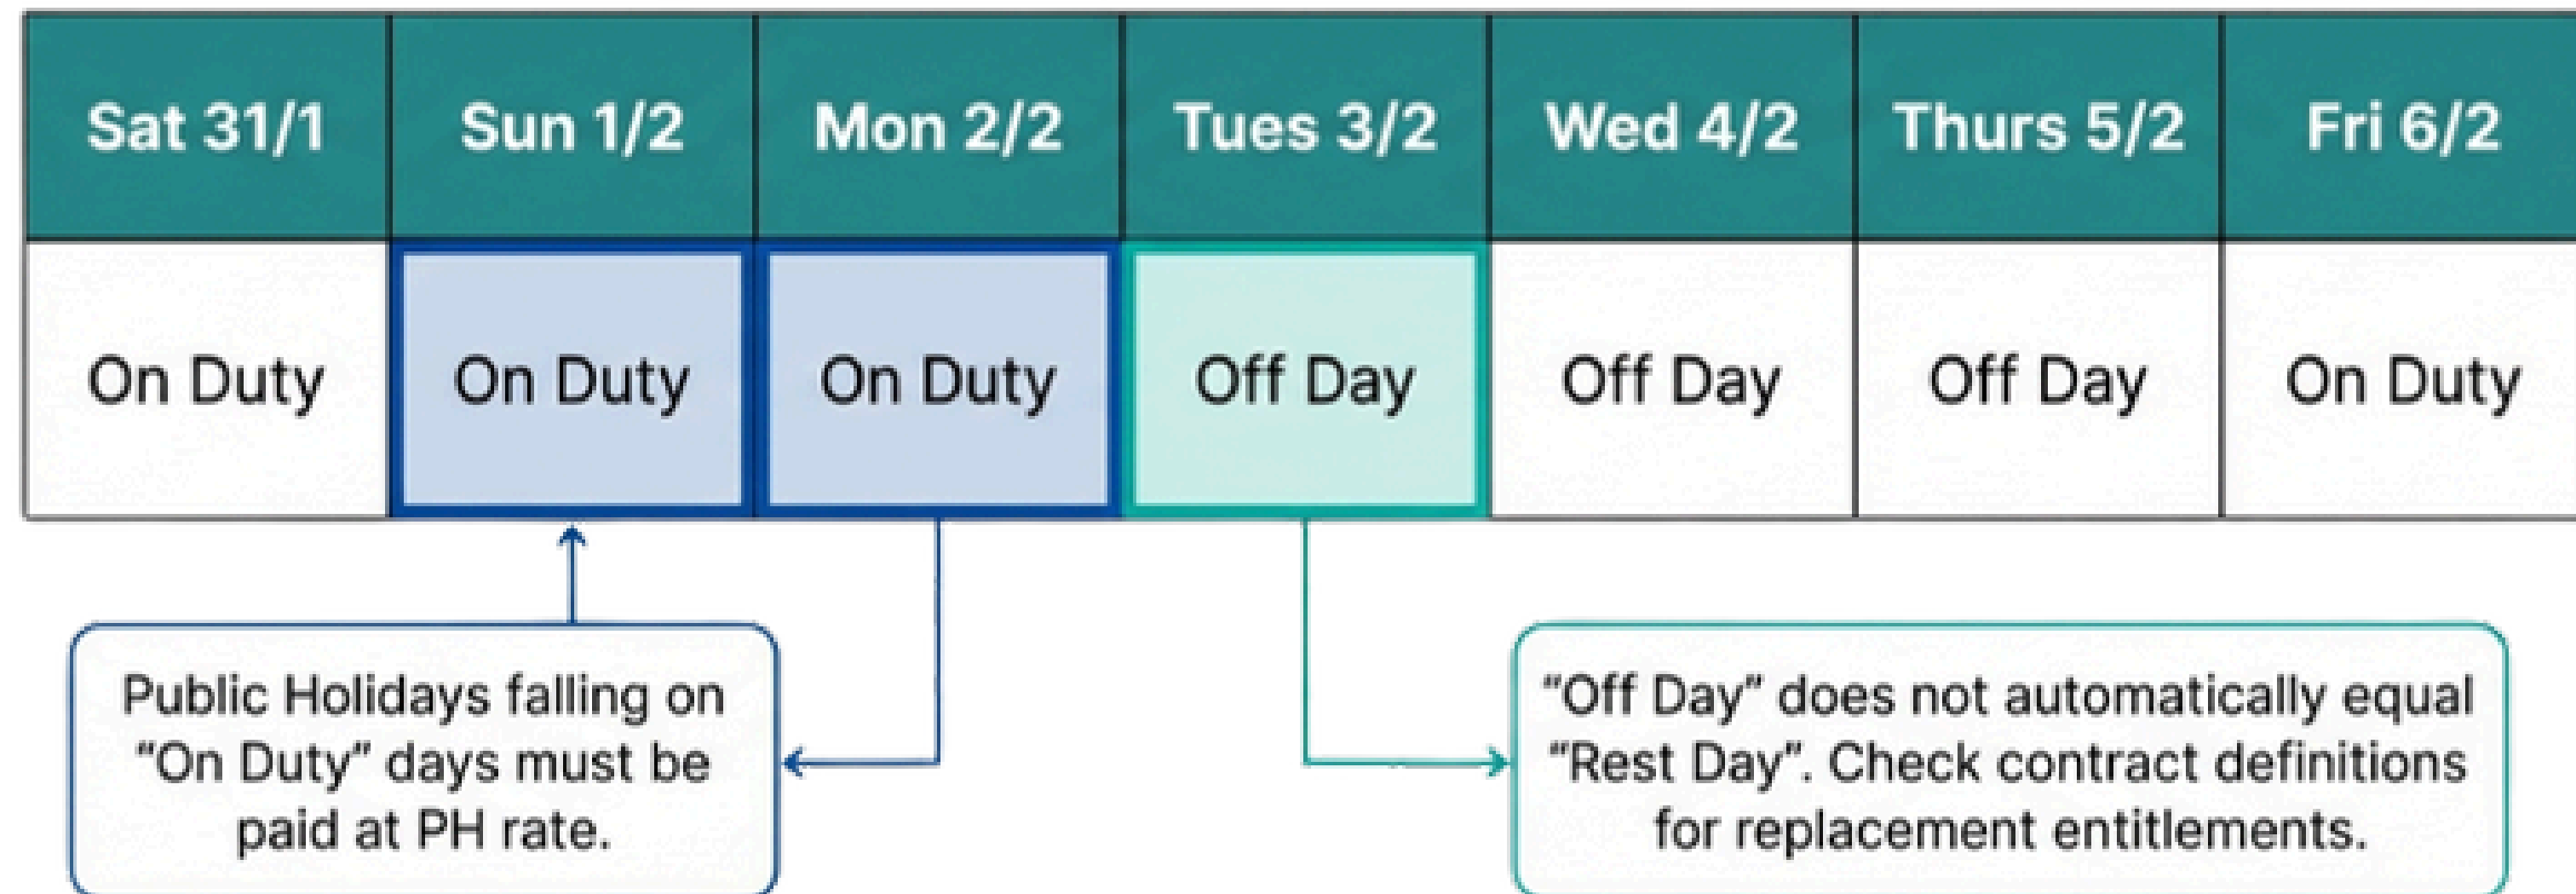 Sat 31/1 Sun 1/2 Mon 2/2 Tues 3/2 Wed 4/2 Thurs 5/2 Fri 6/2
On Duty On Duty On Duty Off Day Off Day Off Day On Duty
Public Holidays falling on
“On Duty” days must be
paid at PH rate.
“Off Day” does not automatically equal
“Rest Day”. Check contract definitions
for replacement entitlements.